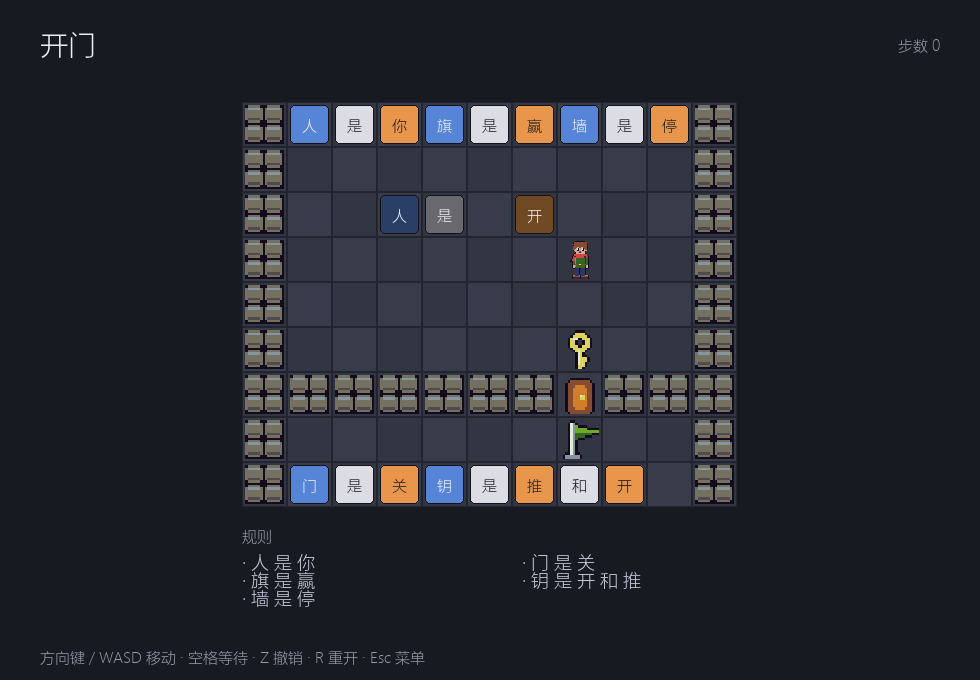 开门
步数 0
人 是 你 旗 是 赢 墙 是 停
人 是 开
门 是 关 钥 是 推 和 开
规则
· 人 是 你
· 旗 是 赢
· 墙 是 停
· 门 是 关
· 钥 是 开 和 推
方向键 / WASD 移动 · 空格等待 · Z 撤销 · R 重开 · Esc 菜单